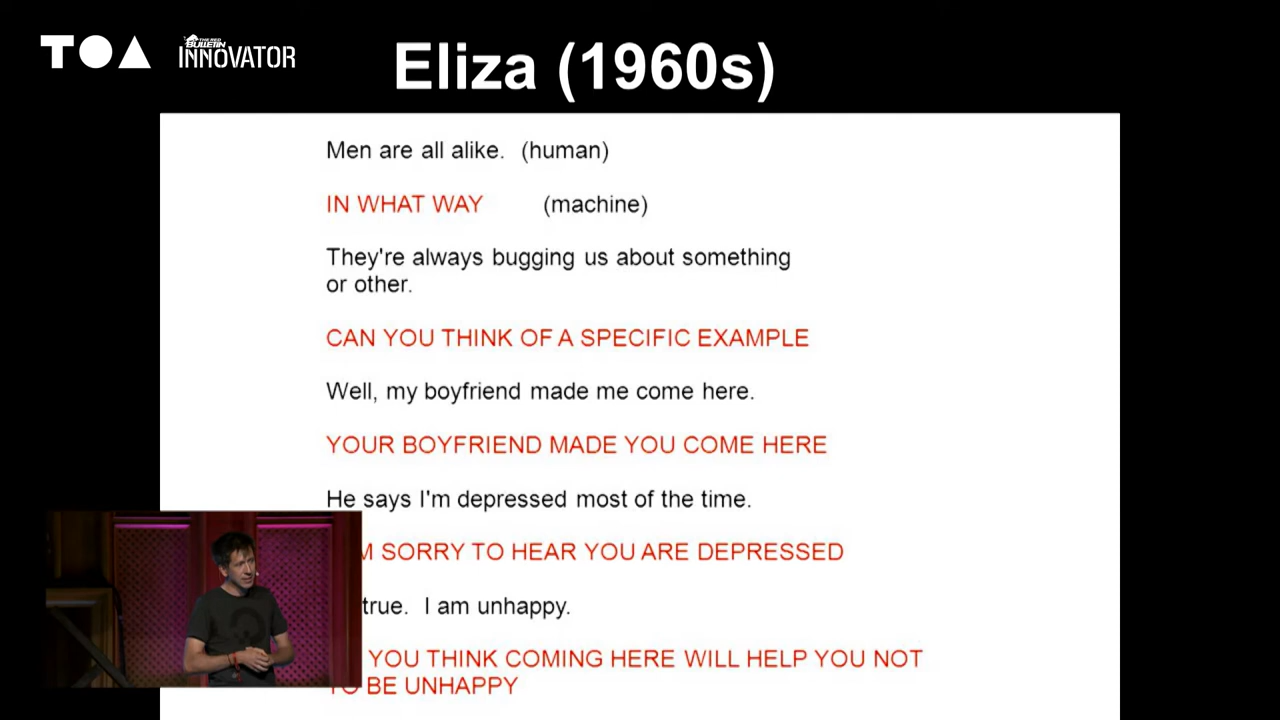 TOA
THE RED
BULLETIN
INNOVATOR
Eliza (1960s)
Men are all alike. (human)
IN WHAT WAY (machine)
They're always bugging us about something
or other.
CAN YOU THINK OF A SPECIFIC EXAMPLE
Well, my boyfriend made me come here.
YOUR BOYFRIEND MADE YOU COME HERE
He says I'm depressed most of the time.
SORRY TO HEAR YOU ARE DEPRESSED
true. I am unhappy.
YOU THINK COMING HERE WILL HELP YOU NOT
TO BE UNHAPPY